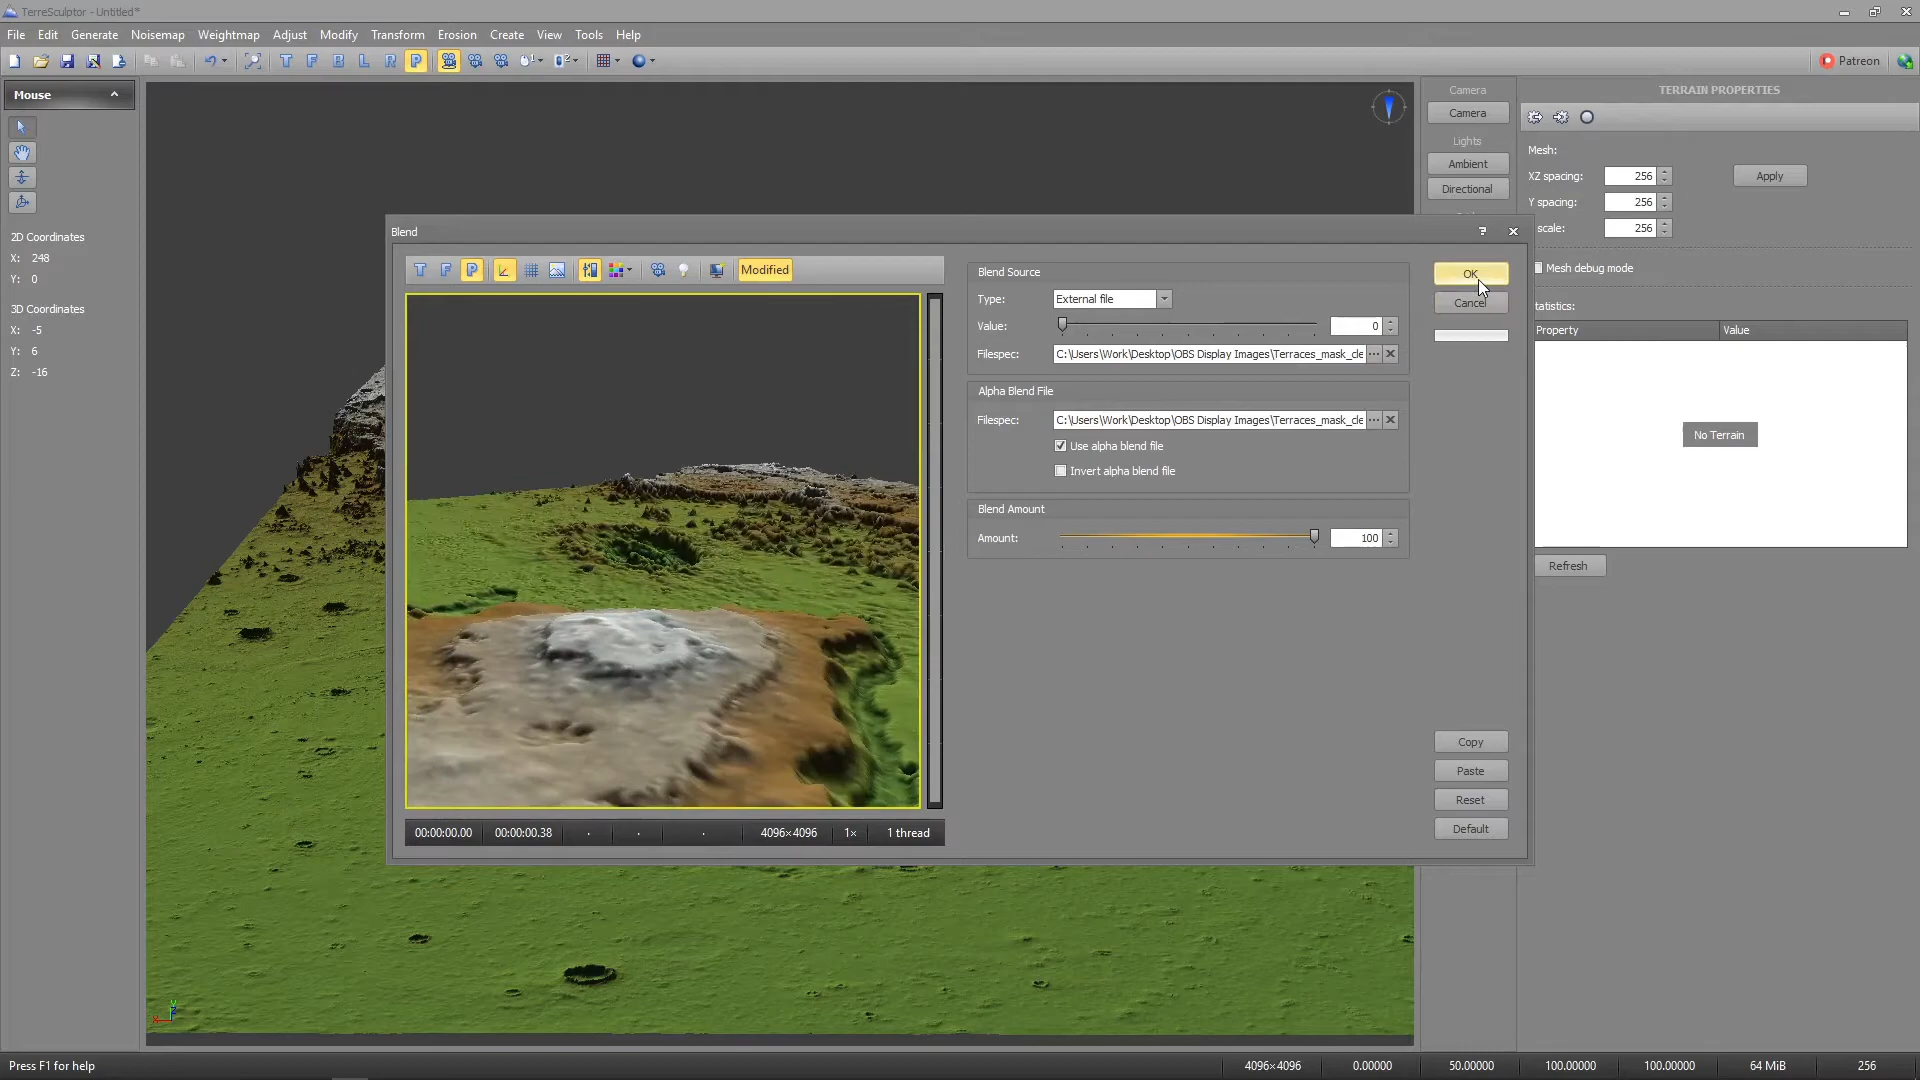 TerreSculptor - Untitled*
File Edit Generate Noisemap Weightmap Adjust Modify Transform Erosion Create View Tools Help
T F B L R P Patreon
Mouse
2D Coordinates
X: 248
Y: 0
3D Coordinates
X: -5
Y: 6
Z: -16
Camera
Camera
Lights
Ambient
Directional
TERRAIN PROPERTIES
Mesh:
XZ spacing: 256 Apply
Y spacing: 256
scale: 256
Mesh debug mode
tatistics:
Property Value
No Terrain
Refresh
Blend
T F P Modified
Blend Source
Type: External file
Value: 0
Filespec: C:\Users\Work\Desktop\OBS Display Images\Terraces_mask_cle
Alpha Blend File
Filespec: C:\Users\Work\Desktop\OBS Display Images\Terraces_mask_cle
Use alpha blend file
Invert alpha blend file
Blend Amount
Amount: 100
OK
Cancel
Copy
Paste
Reset
Default
00:00:00.00 00:00:00.38 . . . 4096×4096 1× 1 thread
Press F1 for help 4096×4096 0.00000 50.00000 100.00000 100.00000 64 MiB 256